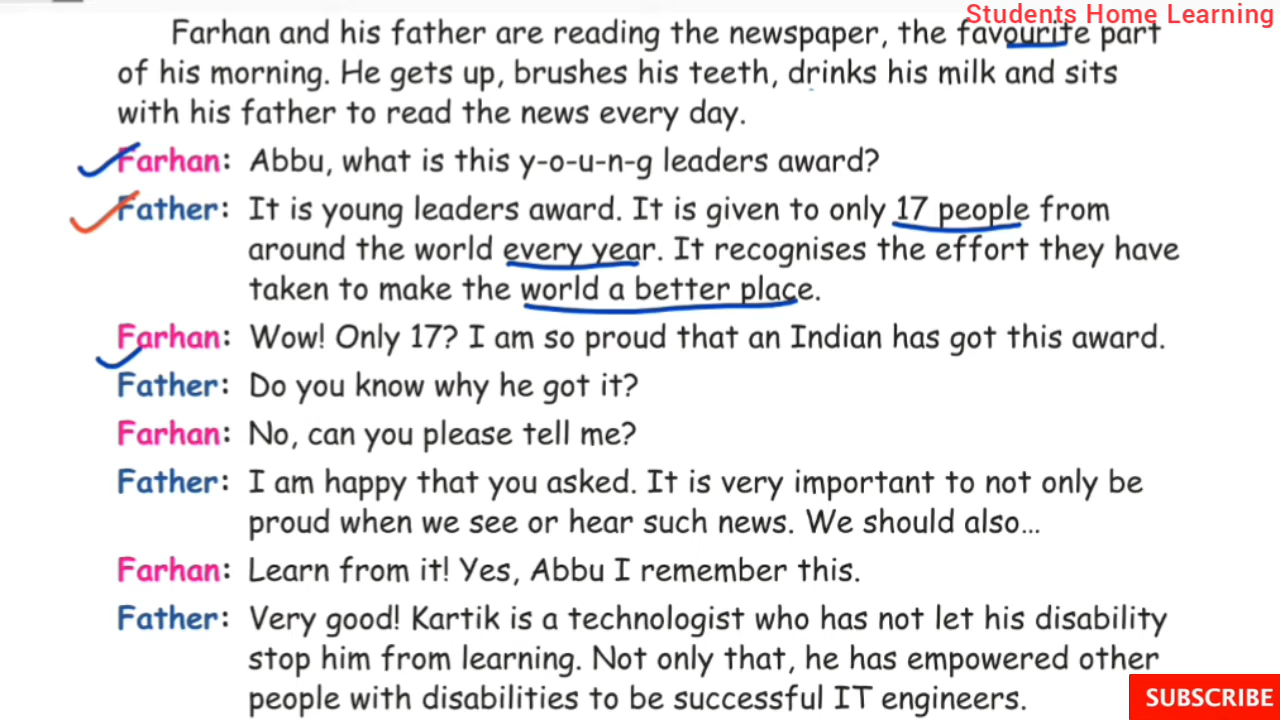 Students Home Learning
Farhan and his father are reading the newspaper, the favourite part
of his morning. He gets up, brushes his teeth, drinks his milk and sits
with his father to read the news every day.
Farhan: Abbu, what is this y-o-u-n-g leaders award?
Father: It is young leaders award. It is given to only 17 people from
around the world every year. It recognises the effort they have
taken to make the world a better place.
Farhan: Wow! Only 17? I am so proud that an Indian has got this award.
Father: Do you know why he got it?
Farhan: No, can you please tell me?
Father: I am happy that you asked. It is very important to not only be
proud when we see or hear such news. We should also...
Farhan: Learn from it! Yes, Abbu I remember this.
Father: Very good! Kartik is a technologist who has not let his disability
stop him from learning. Not only that, he has empowered other
people with disabilities to be successful IT engineers.
SUBSCRIBE